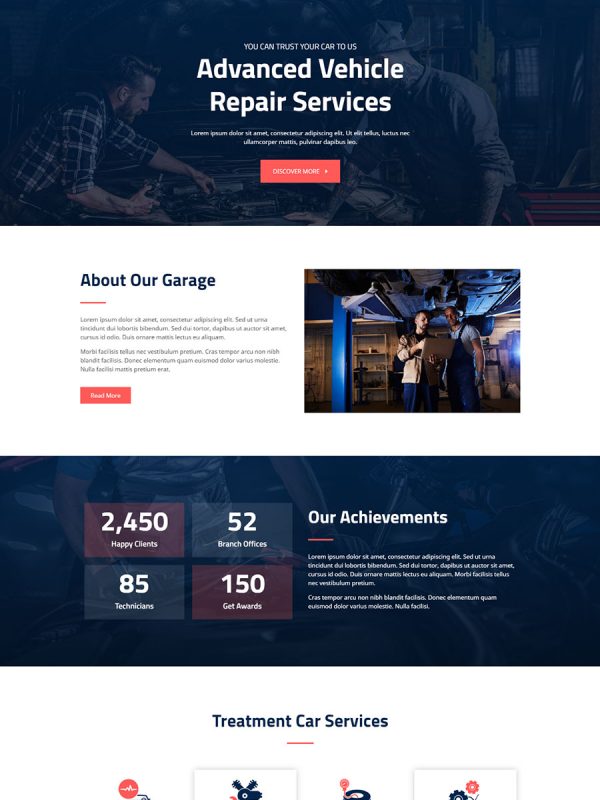 YOU CAN TRUST YOUR CAR TO US
Advanced Vehicle
Repair Services
Lorem ipsum dolor sit amet, consectetur adipiscing elit. Ut elit tellus, luctus nec
ullamcorper mattis, pulvinar dapibus leo.
DISCOVER MORE
About Our Garage
Lorem ipsum dolor sit amet, consectetur adipiscing elit, varius sit
tincidunt dui lobortis bibendum. Sed dui tortor, dapibus ut auctor sit amet,
cursus id odio. Duis ornare mattis lectus eu aliquam.
Morbi facilisis tellus nec vestibulum pretium. Cras tempor arcu non nibh
blandit facilisis. Donec elementum quam euismod dolor varius molestie.
Nulla facilisi mattis pretium erat.
Read More
2,450
Happy Clients
52
Branch Offices
85
Technicians
150
Get Awards
Our Achievements
Lorem ipsum dolor sit amet, consectetur adipiscing elit, varius sit
tincidunt dui lobortis bibendum. Sed dui tortor, dapibus ut auctor sit amet,
cursus id odio. Duis ornare mattis lectus eu aliquam. Morbi facilisis tellus
nec vestibulum pretium.
Cras tempor arcu non nibh blandit facilisis. Donec elementum quam
euismod dolor varius molestie. Nulla facilisi.
Treatment Car Services